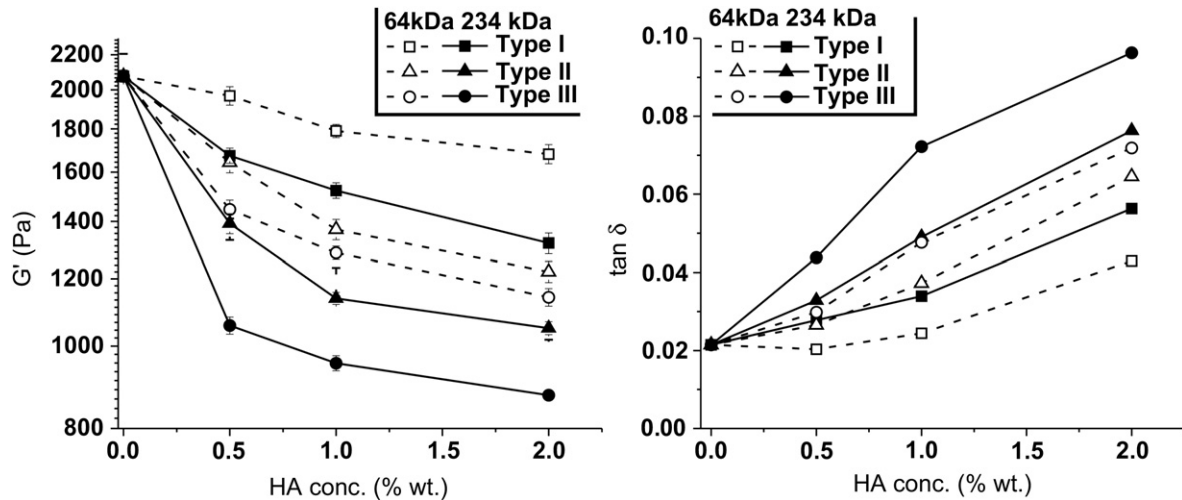 64kDa 234 kDa
Type I
Type II
Type III
2200
2000
1800
1600
1400
1200
1000
800
G' (Pa)
0.0 0.5 1.0 1.5 2.0
HA conc. (% wt.)
64kDa 234 kDa
Type I
Type II
Type III
0.10
0.08
0.06
0.04
0.02
0.00
tan δ
0.0 0.5 1.0 1.5 2.0
HA conc. (% wt.)